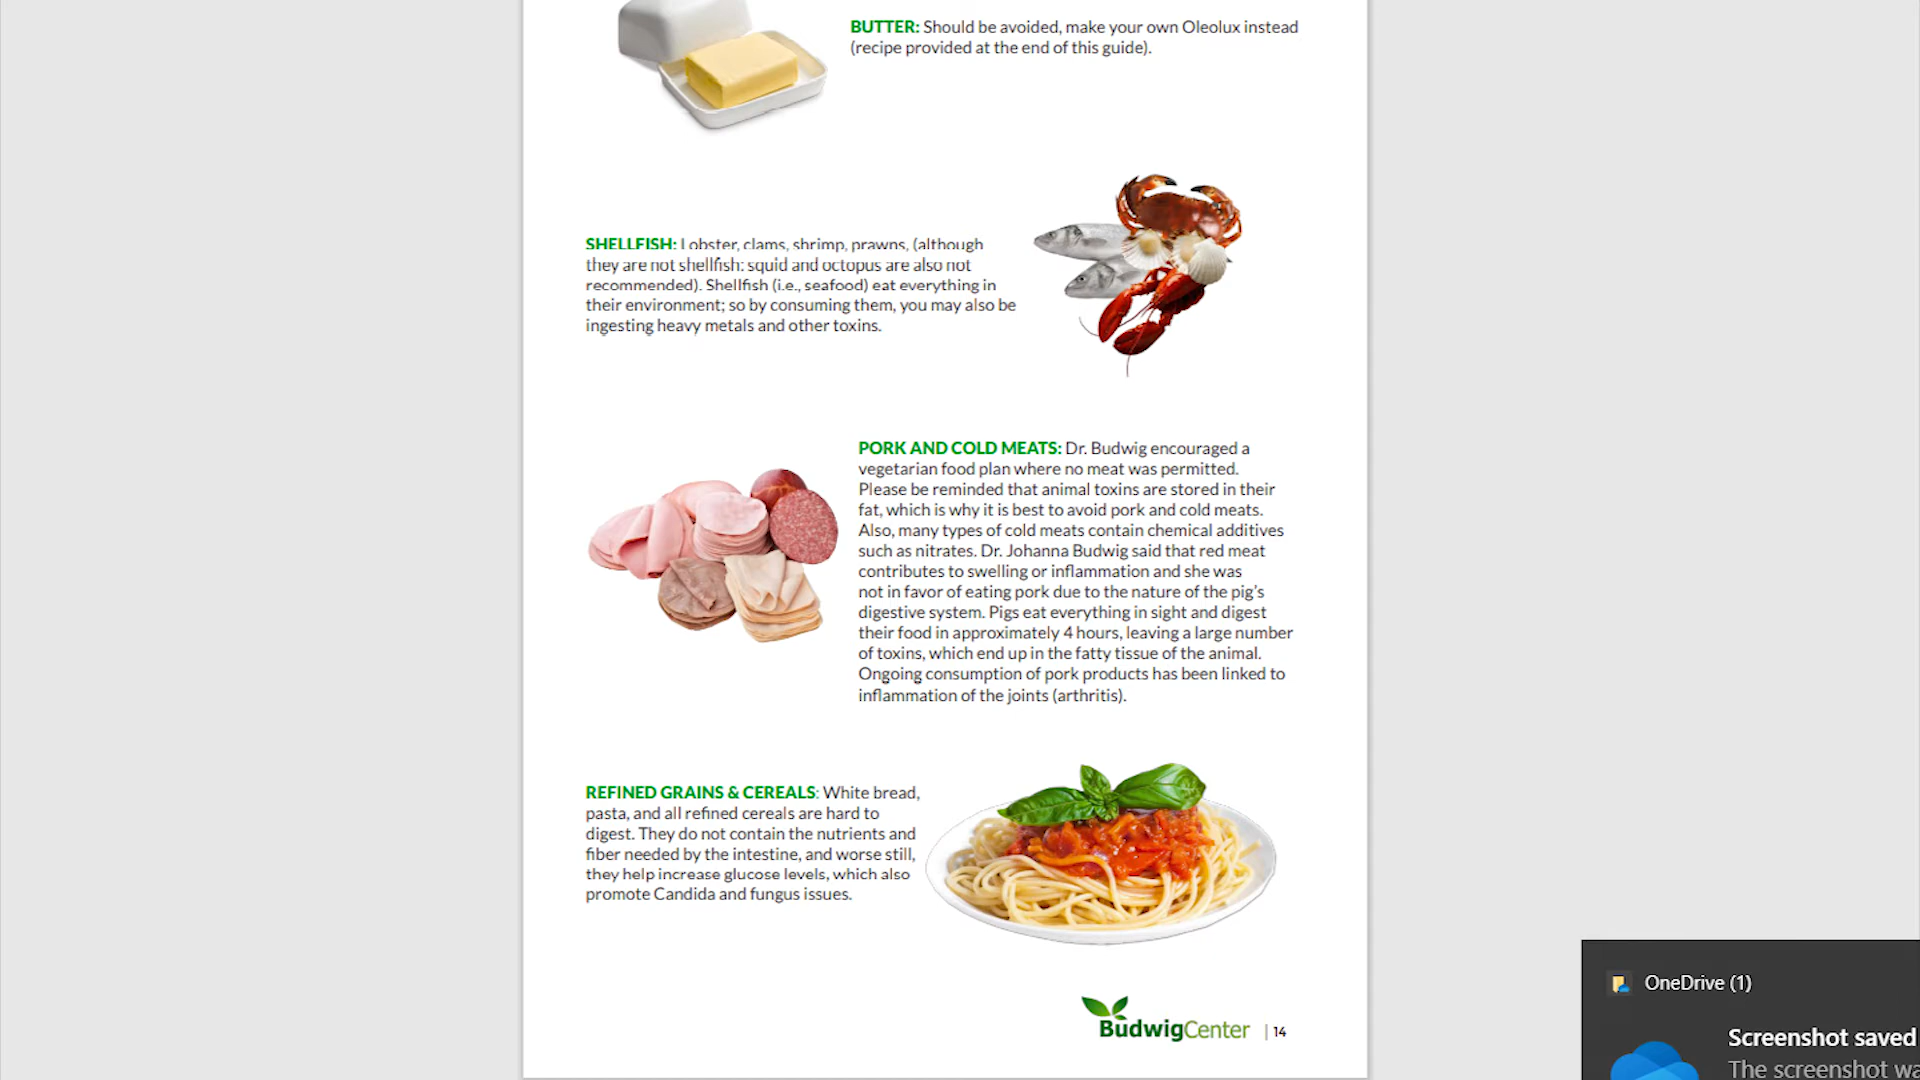 BUTTER: Should be avoided, make your own Oleolux instead
(recipe provided at the end of this guide).
SHELLFISH: Lobster, clams, shrimp, prawns, (although
they are not shellfish: squid and octopus are also not
recommended). Shellfish (i.e., seafood) eat everything in
their environment; so by consuming them, you may also be
ingesting heavy metals and other toxins.
PORK AND COLD MEATS: Dr. Budwig encouraged a
vegetarian food plan where no meat was permitted.
Please be reminded that animal toxins are stored in their
fat, which is why it is best to avoid pork and cold meats.
Also, many types of cold meats contain chemical additives
such as nitrates. Dr. Johanna Budwig said that red meat
contributes to swelling or inflammation and she was
not in favor of eating pork due to the nature of the pig's
digestive system. Pigs eat everything in sight and digest
their food in approximately 4 hours, leaving a large number
of toxins, which end up in the fatty tissue of the animal.
Ongoing consumption of pork products has been linked to
inflammation of the joints (arthritis).
REFINED GRAINS & CEREALS: White bread,
pasta, and all refined cereals are hard to
digest. They do not contain the nutrients and
fiber needed by the intestine, and worse still,
they help increase glucose levels, which also
promote Candida and fungus issues.
BudwigCenter | 14
OneDrive (1)
Screenshot saved
The screenshot wa